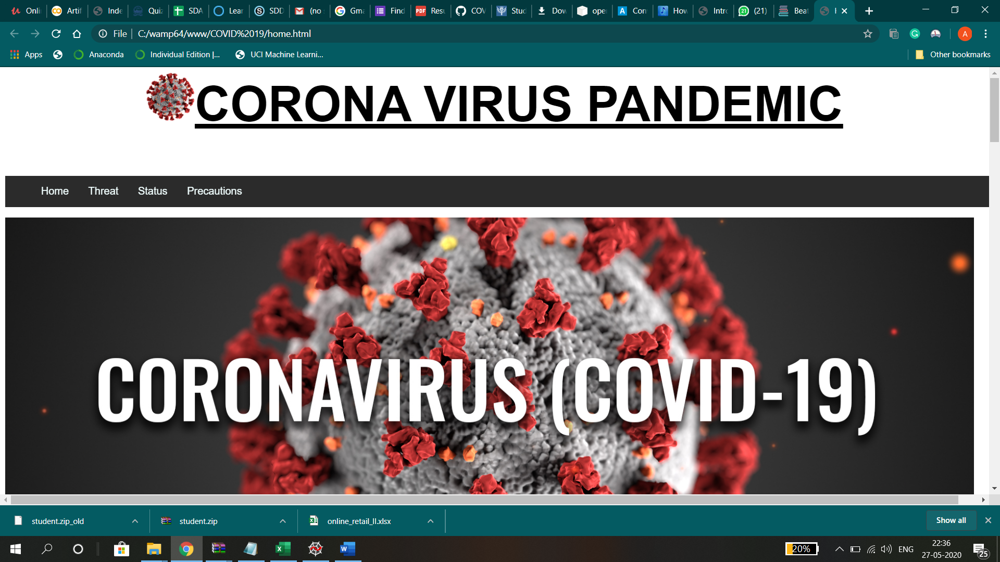 Onli Artif Inde Quiz SDA Lear SDD (no Gma Find Resu COV Stud Dow ope Con How Intro (21) Beat
File C:/wamp64/www/COVID%2019/home.html A
Apps Anaconda Individual Edition |... UCI Machine Learni... Other bookmarks
CORONA VIRUS PANDEMIC
Home Threat Status Precautions
CORONAVIRUS (COVID-19)
student.zip_old student.zip online_retail_II.xlsx Show all
20% ENG 22:36
27-05-2020 25